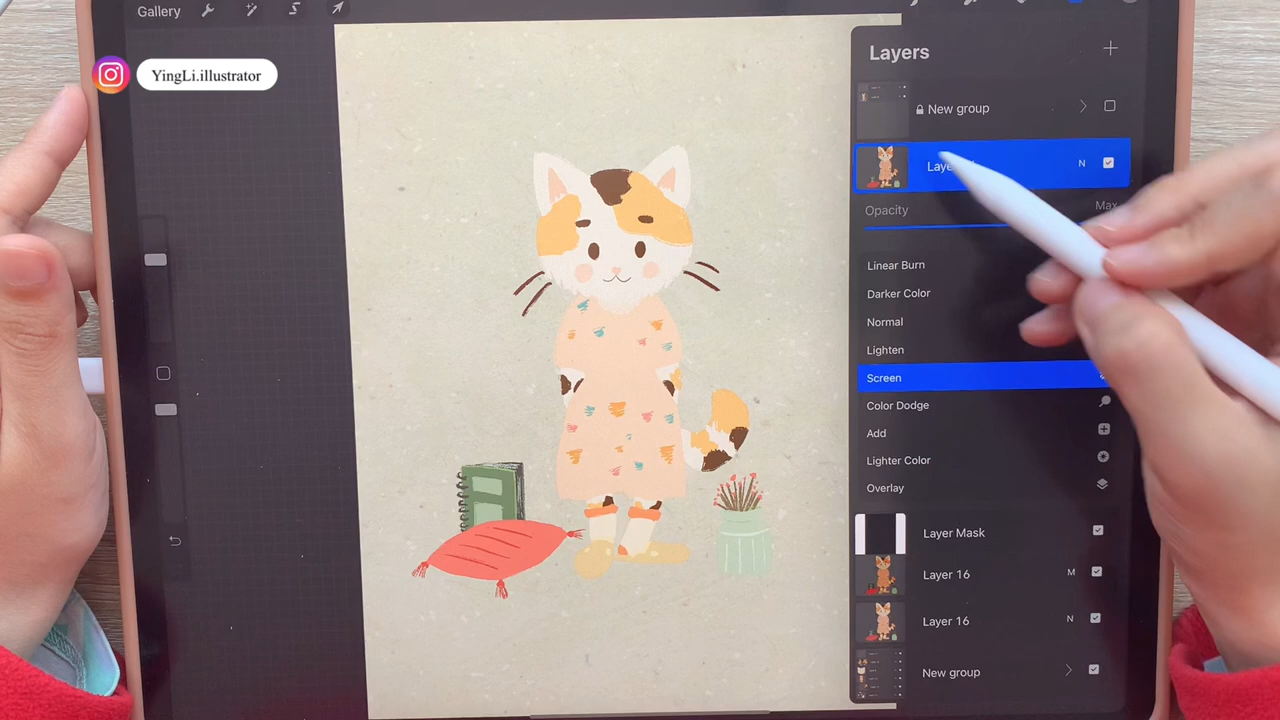 Gallery
YingLi.illustrator
Layers
New group
N
Opacity
Max
Linear Burn
Darker Color
Normal
Lighten
Screen
Color Dodge
Add
Lighter Color
Overlay
Layer Mask
Layer 16
M
Layer 16
N
New group